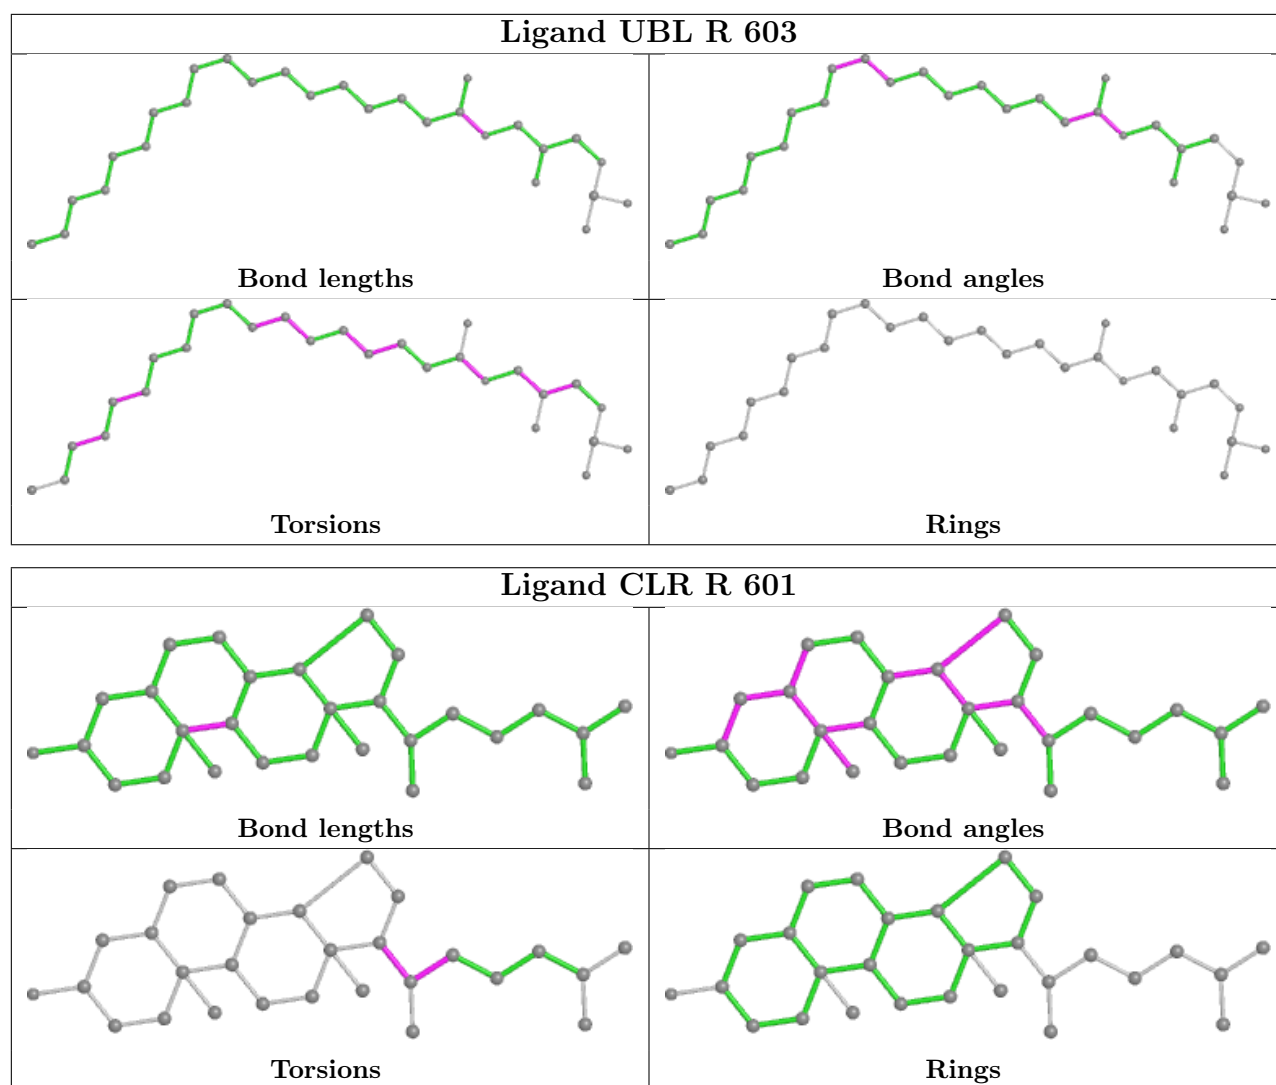 Ligand UBL R 603
Bond lengths
Bond angles
Torsions
Rings
Ligand CLR R 601
Bond lengths
Bond angles
Torsions
Rings